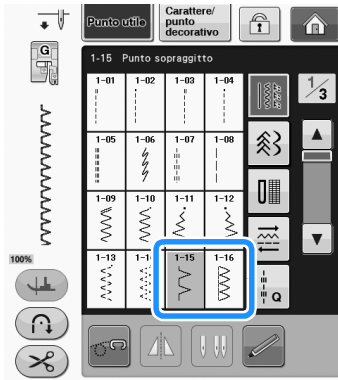 Punto utile
Carattere/
punto
decorativo
G
1-15 Punto sopraggitto
1/3
1-01 1-02 1-03 1-04
1-05 1-06 1-07 1-08
1-09 1-10 1-11 1-12
1-13 1-15 1-16
100%
Q